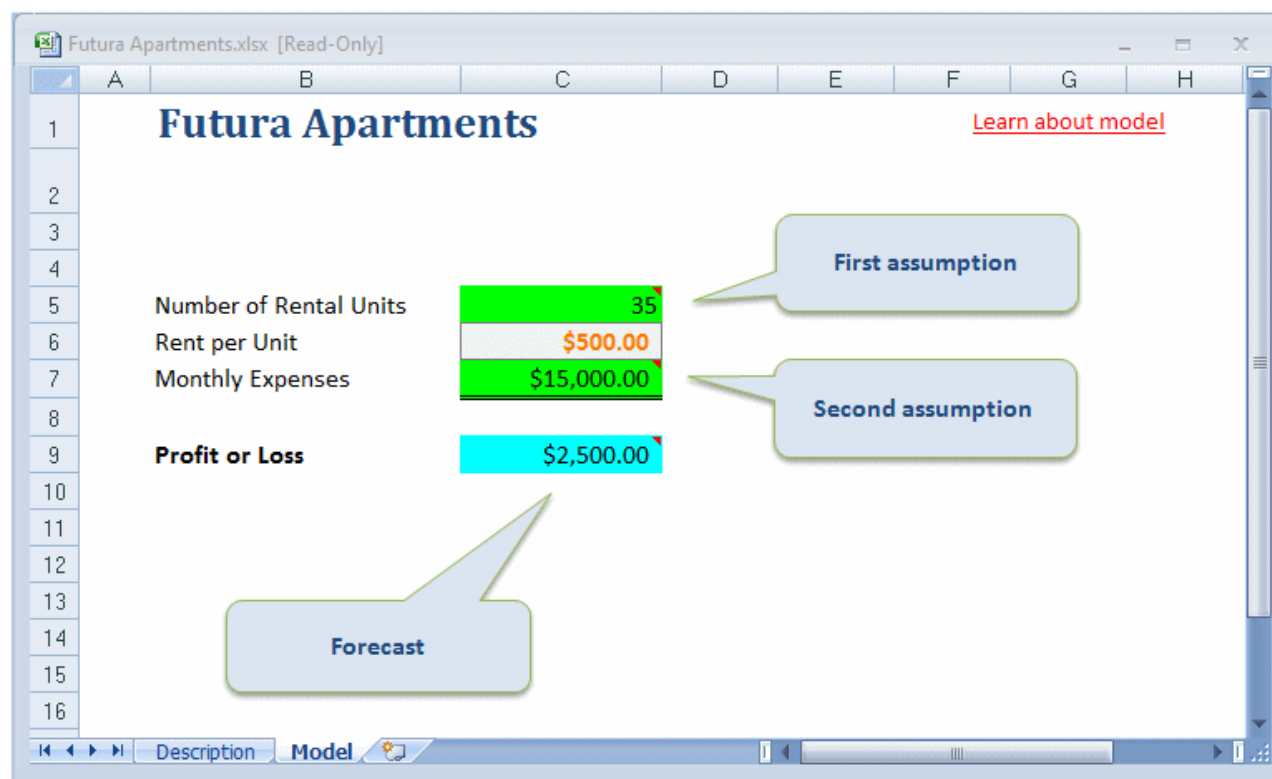 Futura Apartments.xlsx [Read-Only]
A B C D E F G H
1 Futura Apartments Learn about model
2
3
First assumption
4
5 Number of Rental Units 35
6 Rent per Unit $500.00
7 Monthly Expenses $15,000.00
Second assumption
8
9 Profit or Loss $2,500.00
10
11
12
13
14 Forecast
15
16
Description Model